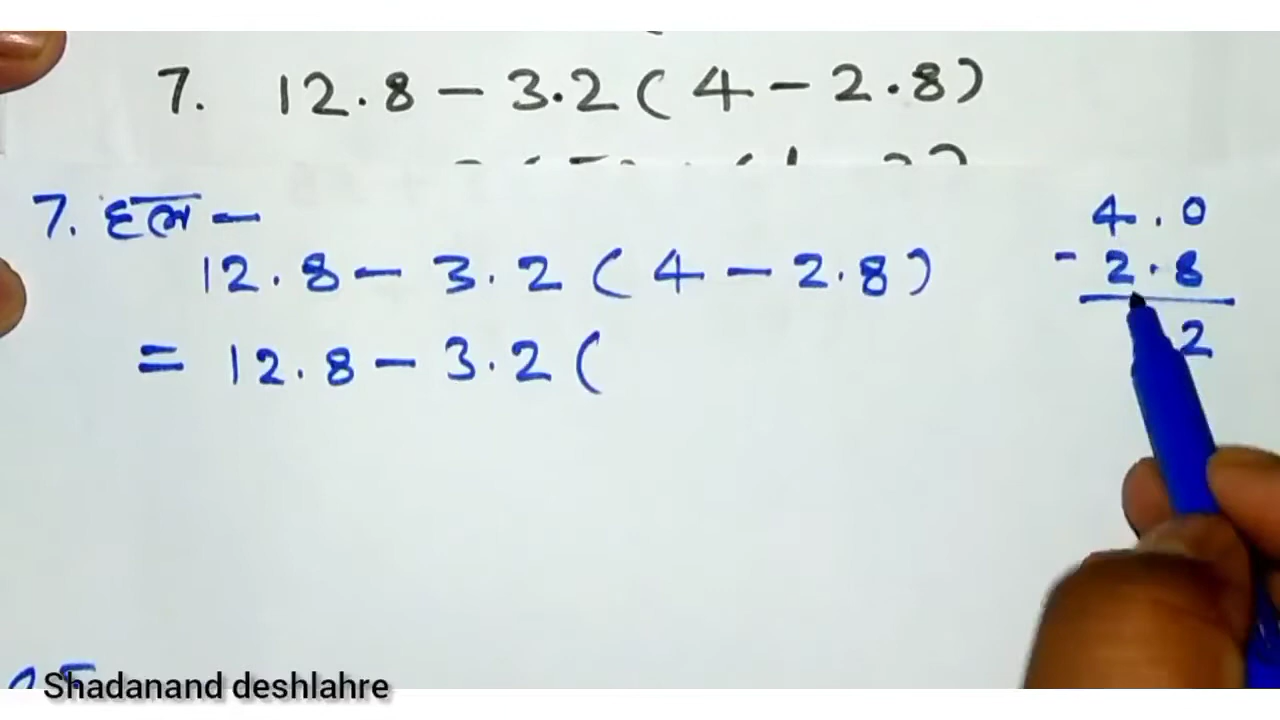 7. 12.8 - 3.2 ( 4 - 2.8)
7. हल -
12.8 - 3.2 ( 4 - 2.8 )
= 12.8 - 3.2 (
4.0
- 2.8
2
Shadanand deshlahre